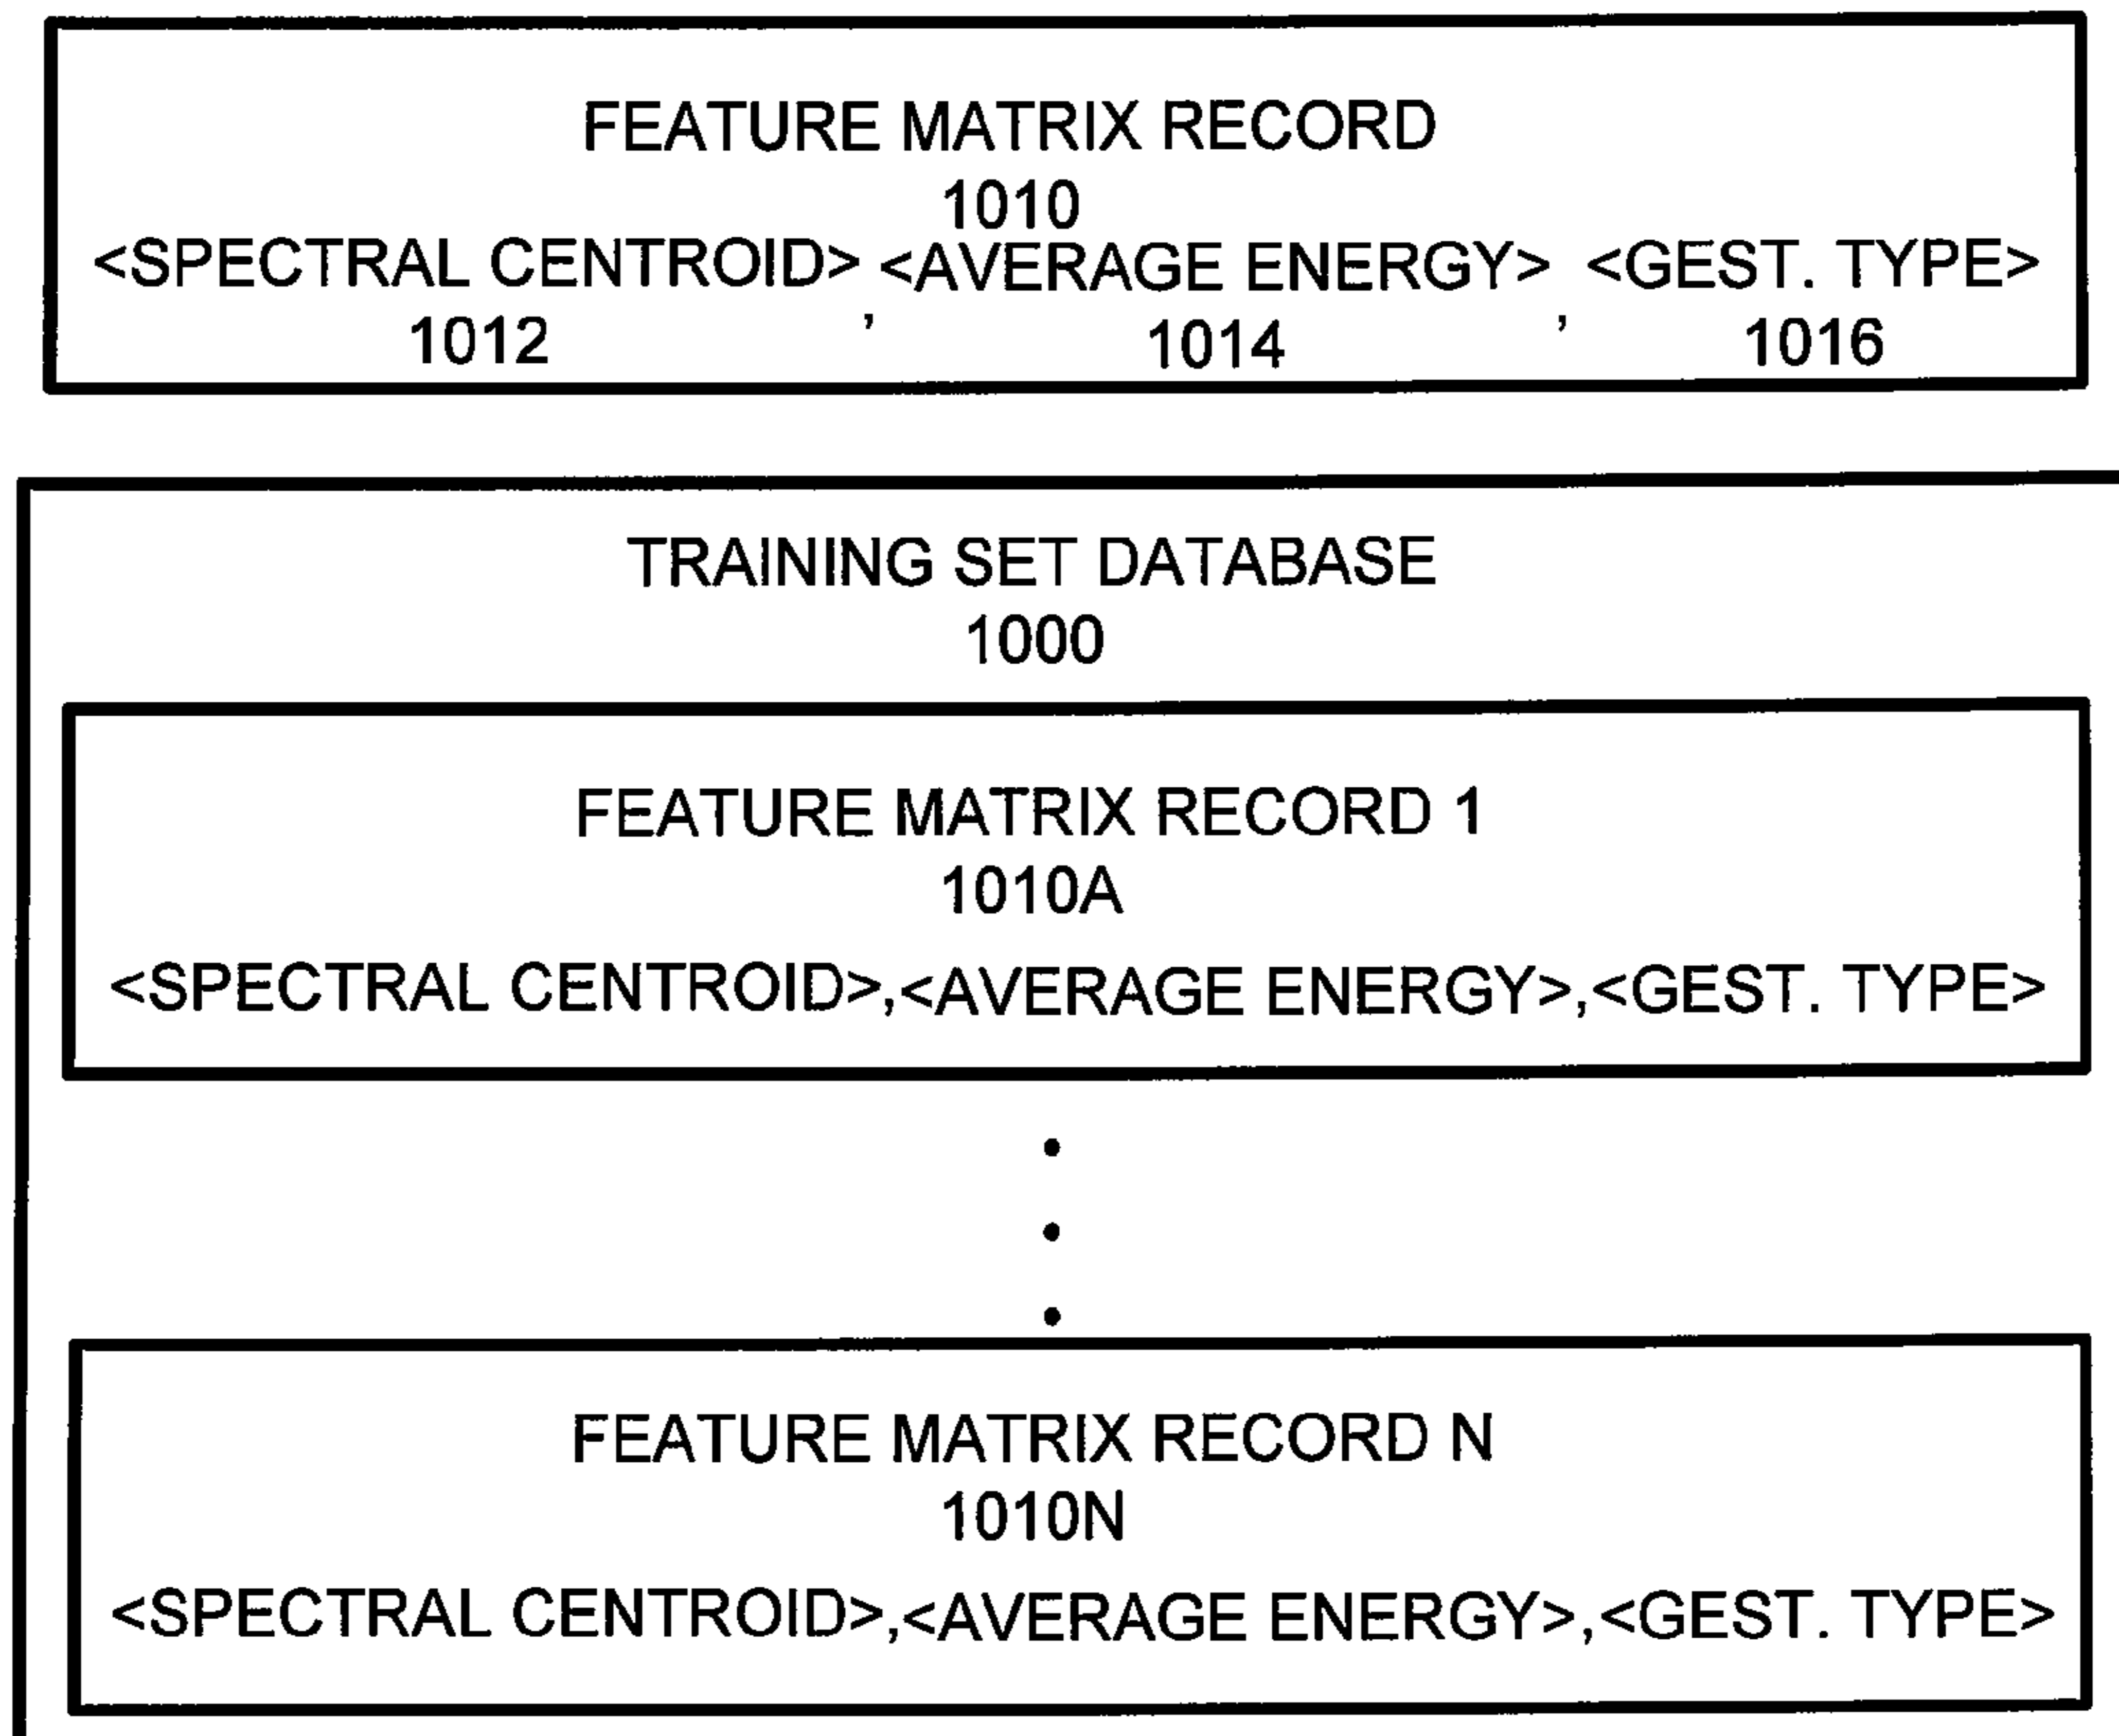 FEATURE MATRIX RECORD
1010
<SPECTRAL CENTROID> <AVERAGE ENERGY> <GEST. TYPE>
1012 , 1014 , 1016
TRAINING SET DATABASE
1000
FEATURE MATRIX RECORD 1
1010A
<SPECTRAL CENTROID>,<AVERAGE ENERGY>,<GEST. TYPE>
FEATURE MATRIX RECORD N
1010N
<SPECTRAL CENTROID>,<AVERAGE ENERGY>,<GEST. TYPE>